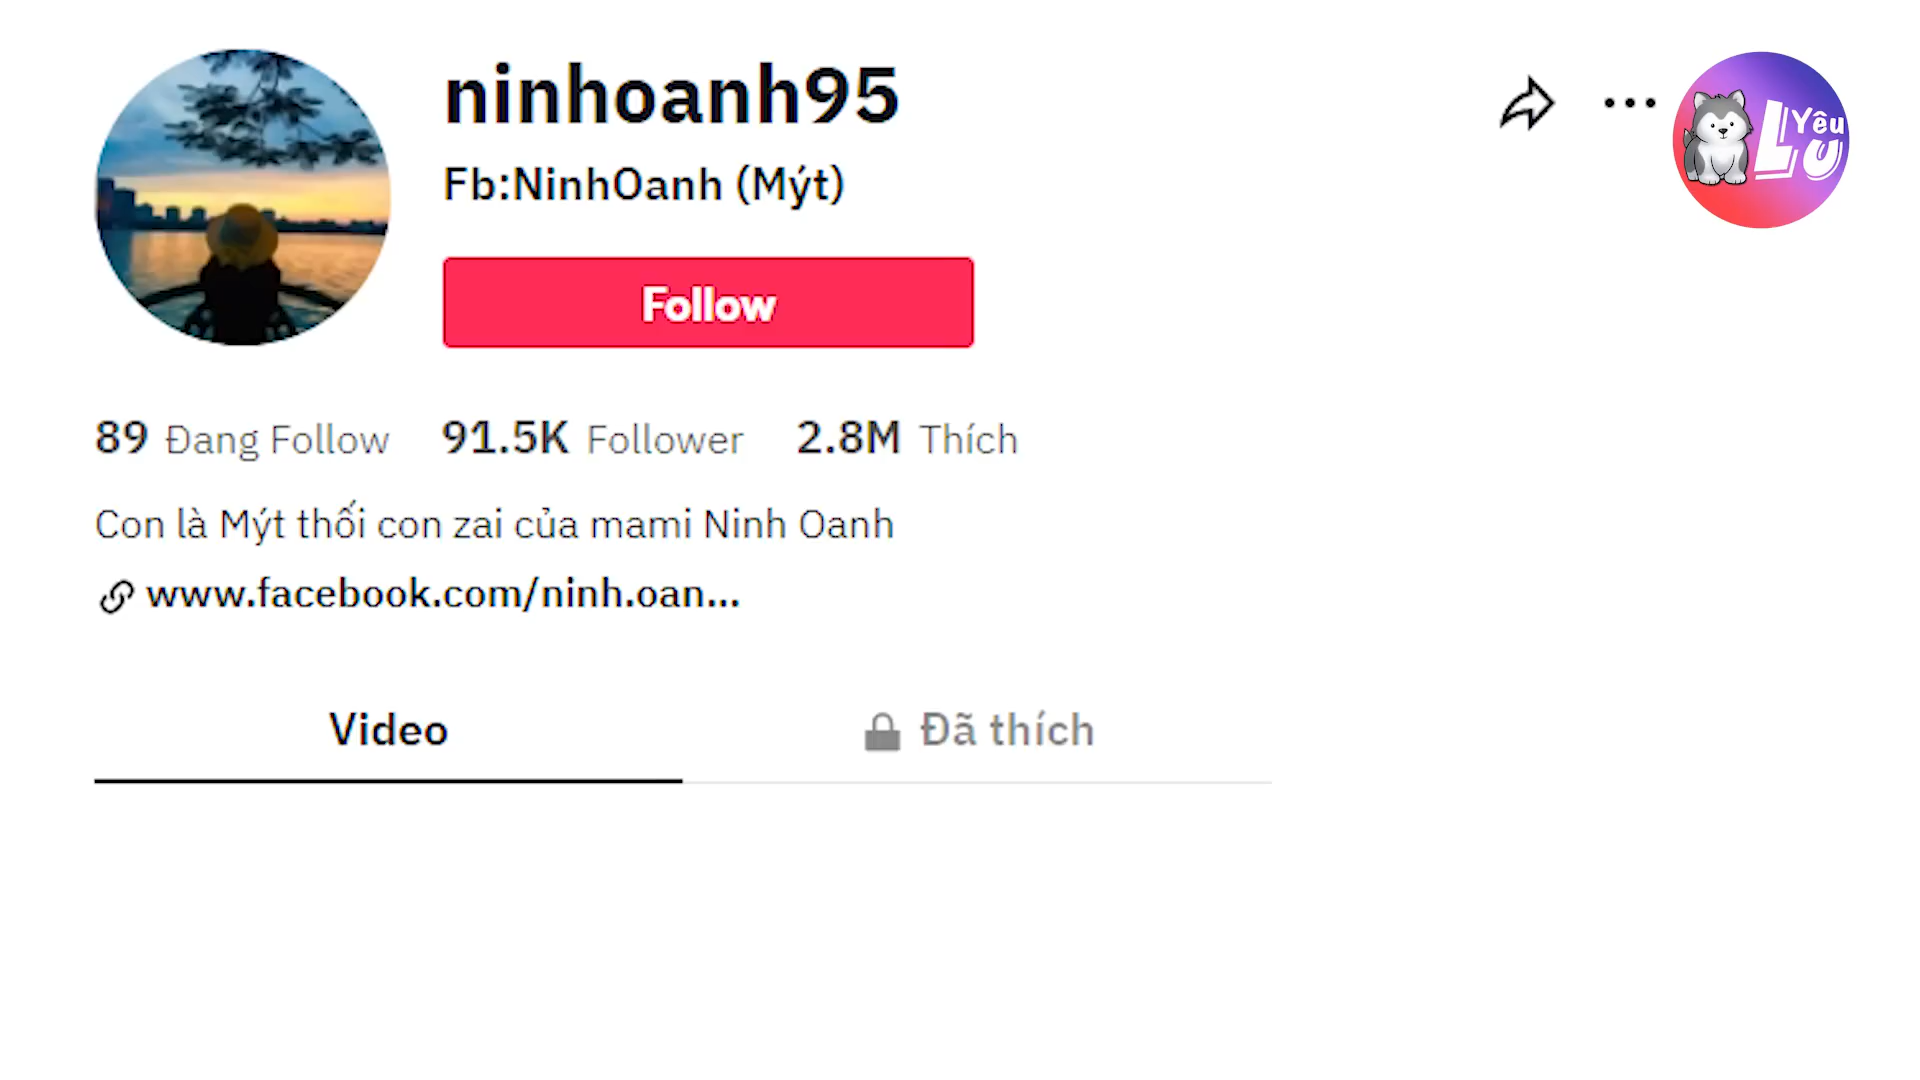 ninhoanh95
Fb:NinhOanh (Mýt)
Follow
89 Đang Follow 91.5K Follower 2.8M Thích
Con là Mýt thối con zai của mami Ninh Oanh
www.facebook.com/ninh.oan...
Video Đã thích
Yêu
Lu